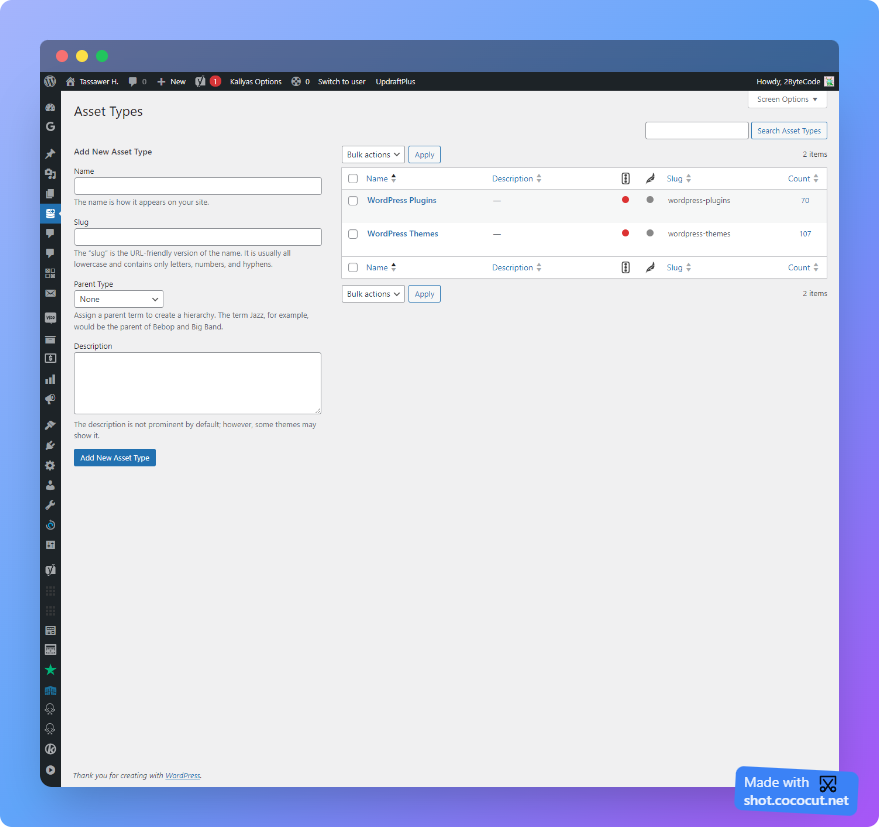 Tassawer H. 0 New 1 Kallyas Options 0 Switch to user UpdraftPlus Howdy, 2ByteCode
Screen Options
Asset Types
Search Asset Types
Add New Asset Type
Bulk actions Apply 2 items
Name
Name Description Slug Count
The name is how it appears on your site.
WordPress Plugins — wordpress-plugins 70
Slug
WordPress Themes — wordpress-themes 107
The “slug” is the URL-friendly version of the name. It is usually all
lowercase and contains only letters, numbers, and hyphens.
Name Description Slug Count
Parent Type
None
Bulk actions Apply 2 items
Assign a parent term to create a hierarchy. The term Jazz, for example,
would be the parent of Bebop and Big Band.
Description
The description is not prominent by default; however, some themes may
show it.
Add New Asset Type
Thank you for creating with WordPress.
Made with
shot.cococut.net